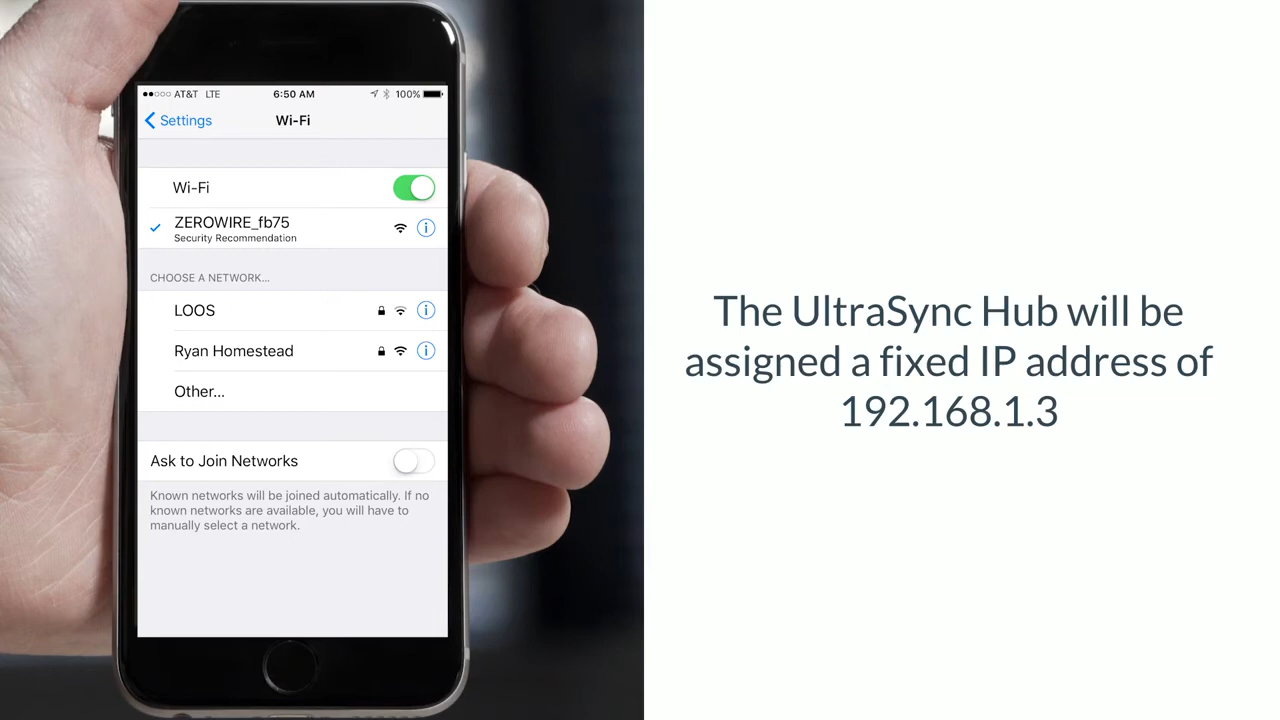 AT&T LTE 6:50 AM 100%
Settings Wi-Fi
Wi-Fi
ZEROWIRE_fb75
Security Recommendation
CHOOSE A NETWORK...
LOOS
Ryan Homestead
Other...
Ask to Join Networks
Known networks will be joined automatically. If no
known networks are available, you will have to
manually select a network.
The UltraSync Hub will be
assigned a fixed IP address of
192.168.1.3